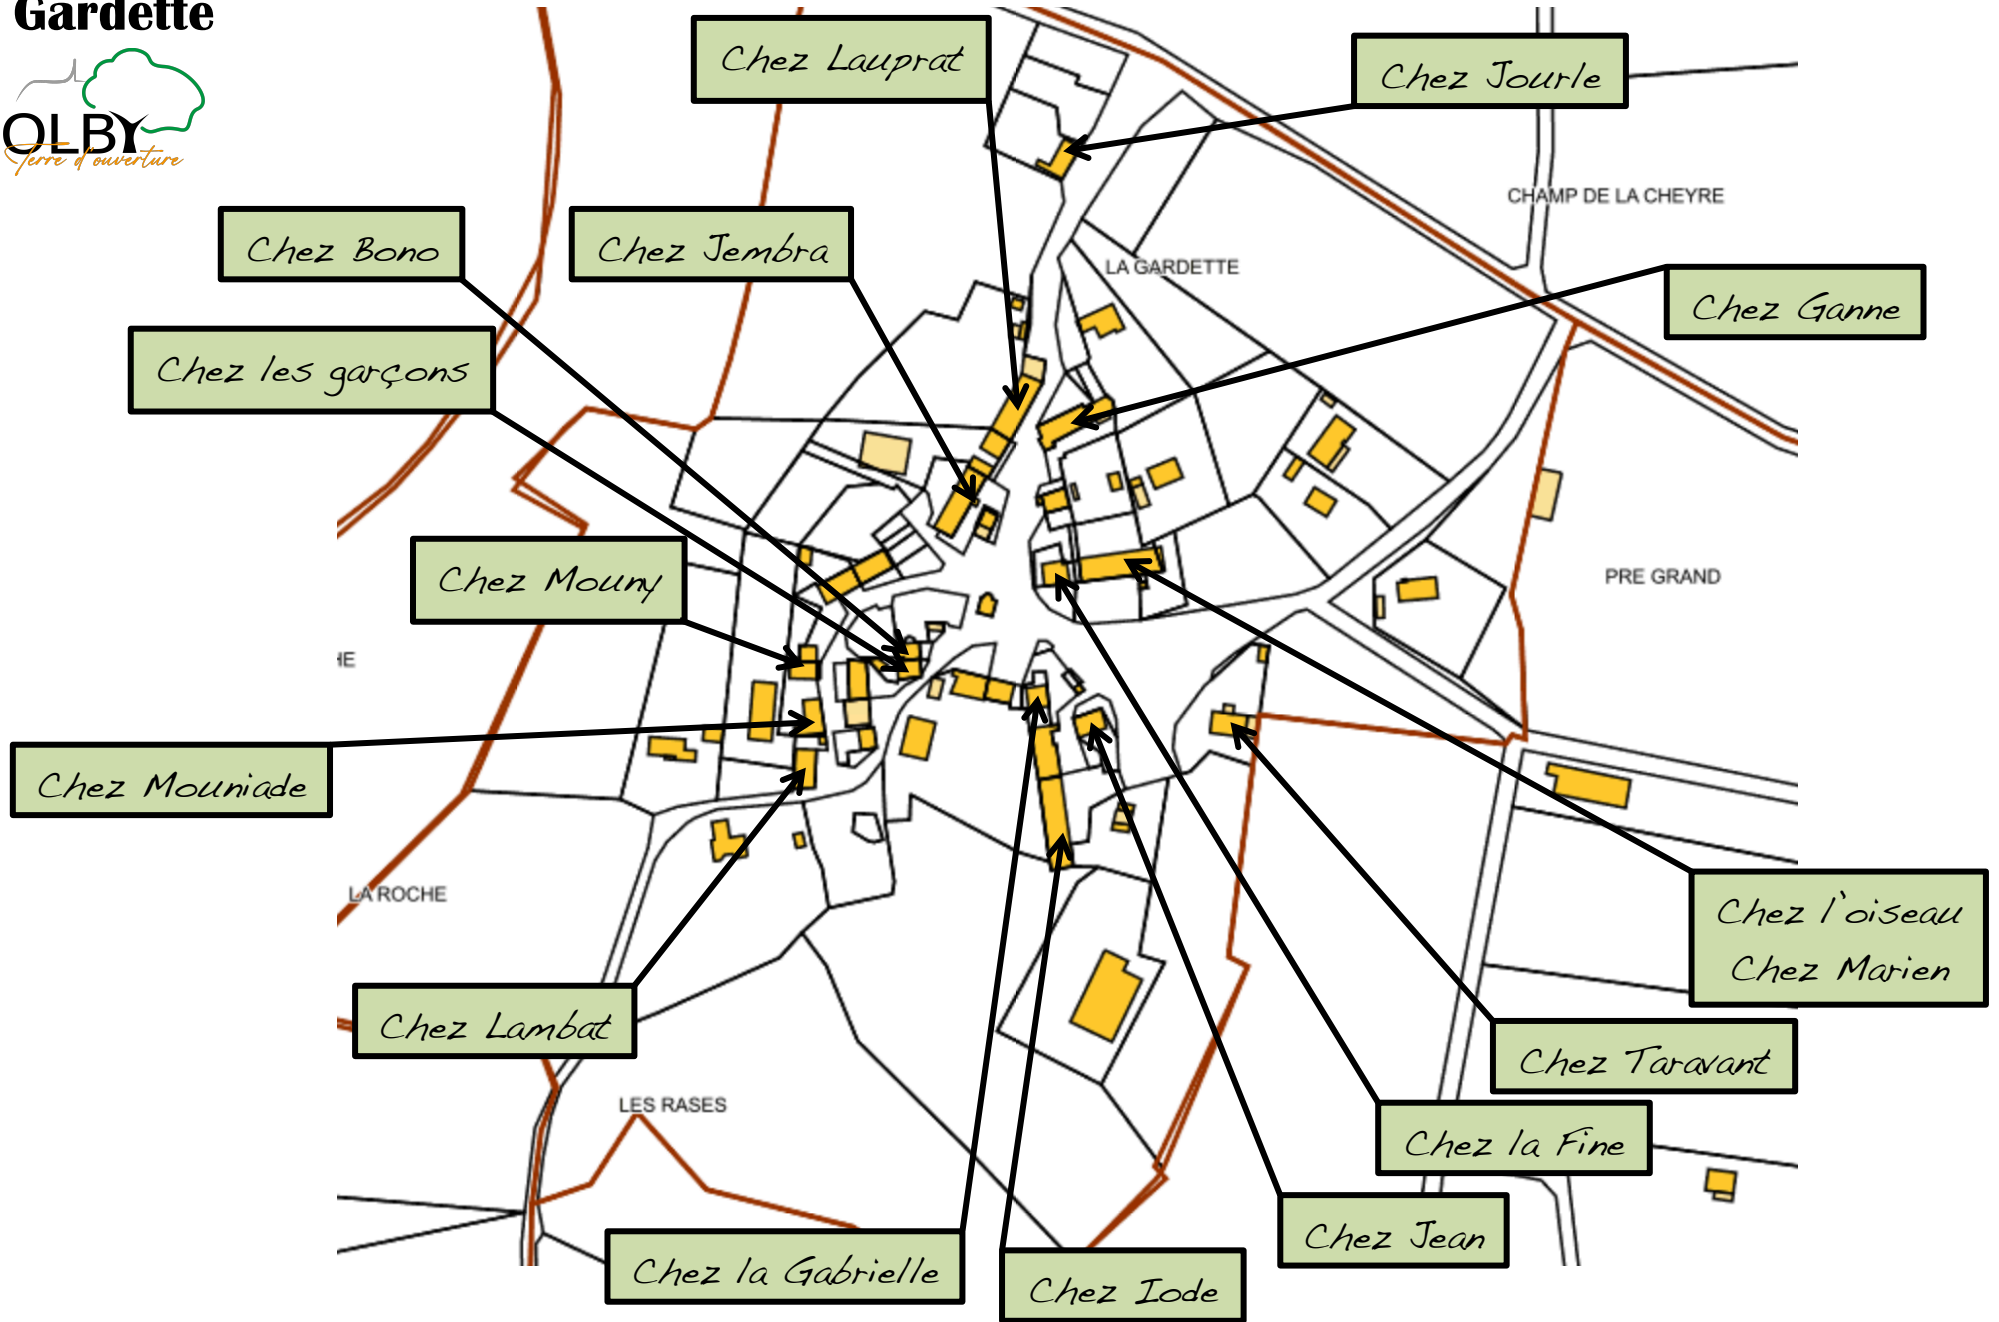 Gardette
OLBY
Terre d'ouverture
Chez Lauprat
Chez Jourle
CHAMP DE LA CHEYRE
Chez Bono
Chez Jembra
LA GARDETTE
Chez Ganne
Chez les garçons
Chez Mouny
PRE GRAND
HE
Chez Mouniade
LA ROCHE
Chez l'oiseau
Chez Marien
Chez Lambat
Chez Taravant
LES RASES
Chez la Fine
Chez Jean
Chez la Gabrielle
Chez Iode